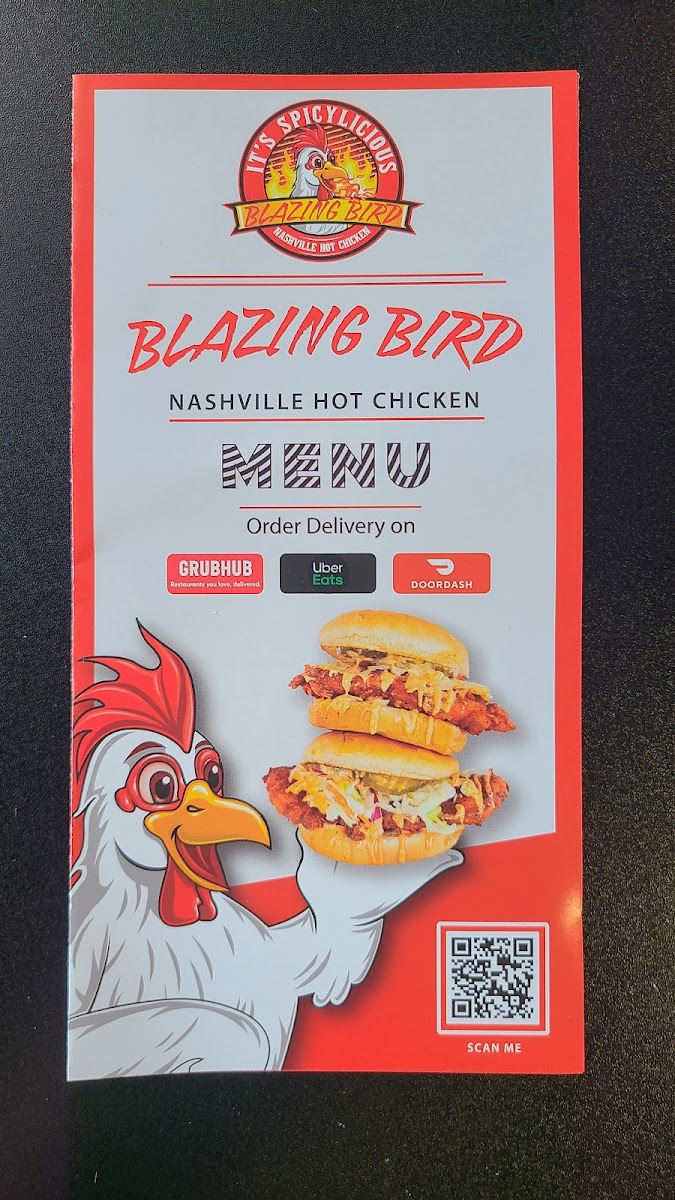 IT'S SPICYLICIOUS
BLAZING BIRD
NASHVILLE HOT CHICKEN
BLAZING BIRD
NASHVILLE HOT CHICKEN
MENU
Order Delivery on
GRUBHUB
Restaurants you love, delivered.
Uber
Eats
DOORDASH
SCAN ME